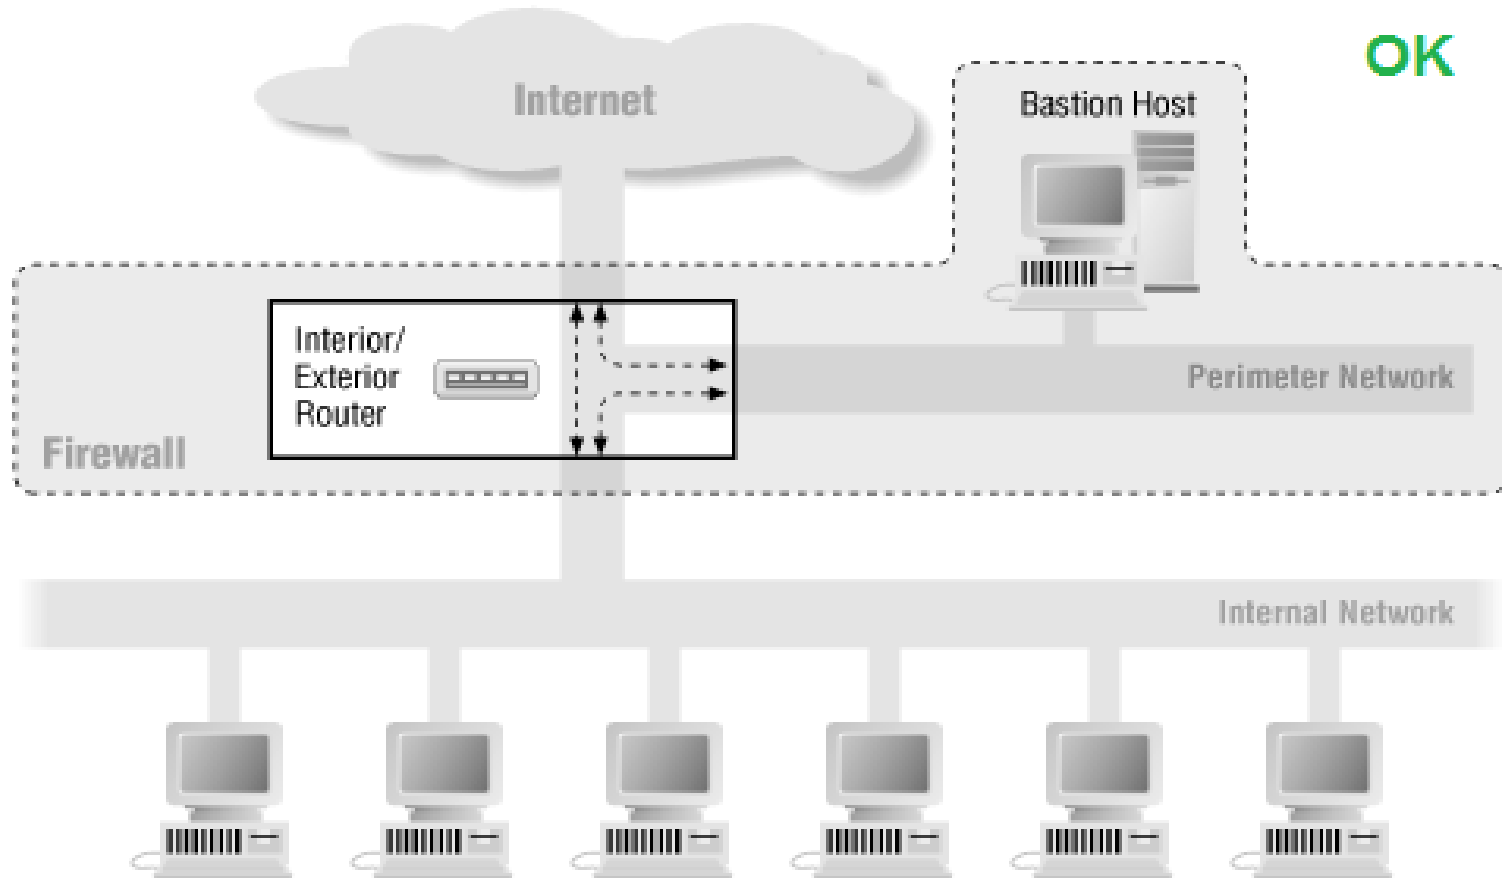 OK
Internet
Bastion Host
Interior/
Exterior
Router
Perimeter Network
Firewall
Internal Network